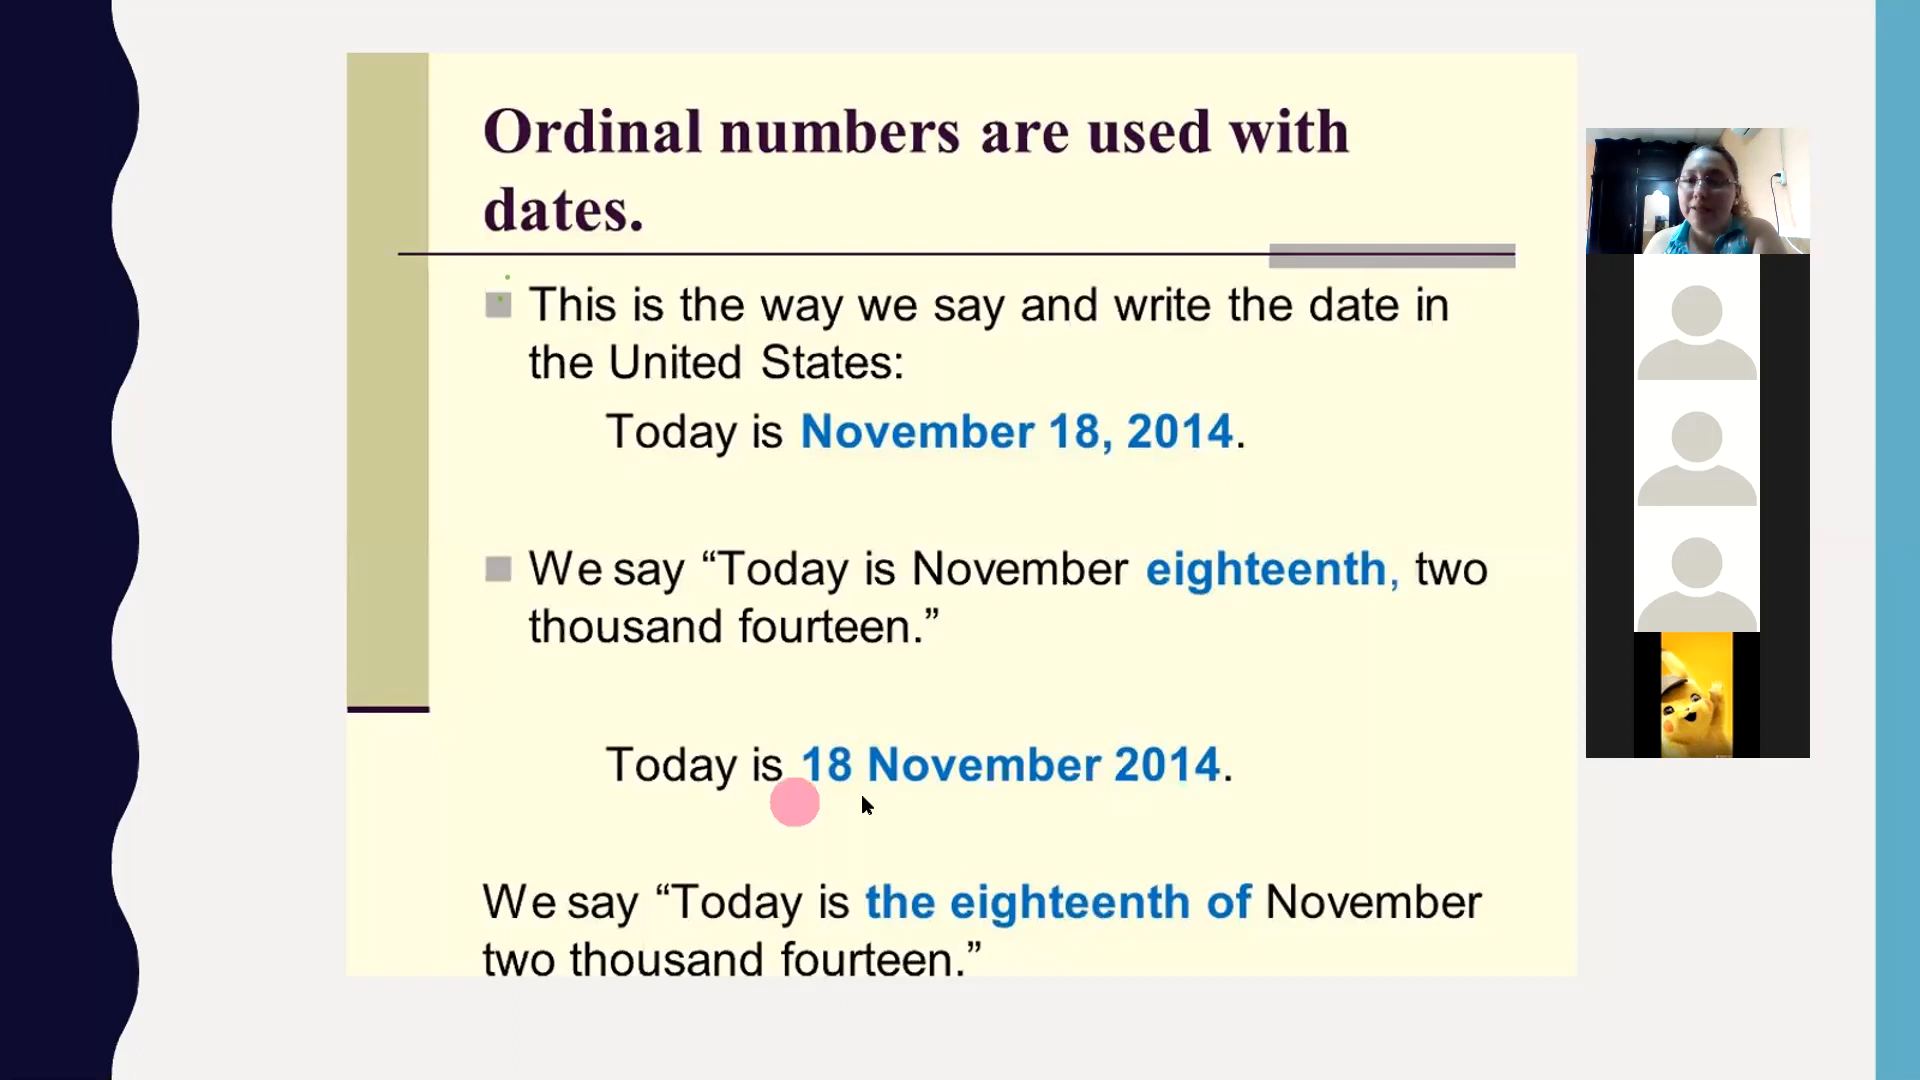 Ordinal numbers are used with
dates.
This is the way we say and write the date in
the United States:
Today is November 18, 2014.
We say “Today is November eighteenth, two
thousand fourteen.”
Today is 18 November 2014.
We say “Today is the eighteenth of November
two thousand fourteen.”